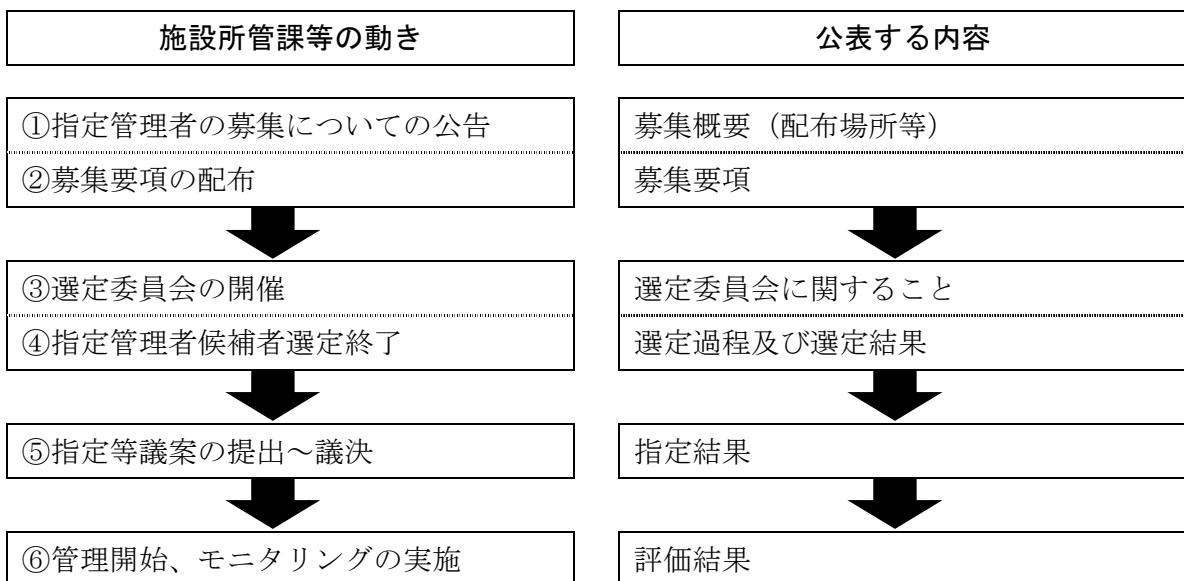 施設所管課等の動き
公表する内容
①指定管理者の募集についての公告
募集概要（配布場所等）
②募集要項の配布
募集要項
③選定委員会の開催
選定委員会に関すること
④指定管理者候補者選定終了
選定過程及び選定結果
⑤指定等議案の提出～議決
指定結果
⑥管理開始、モニタリングの実施
評価結果